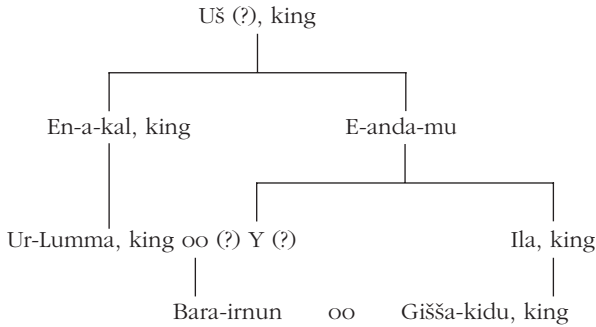 Uš (?), king
En-a-kal, king E-anda-mu
Ur-Lumma, king oo (?) Y (?) Ila, king
Bara-irnun oo Gišša-kidu, king